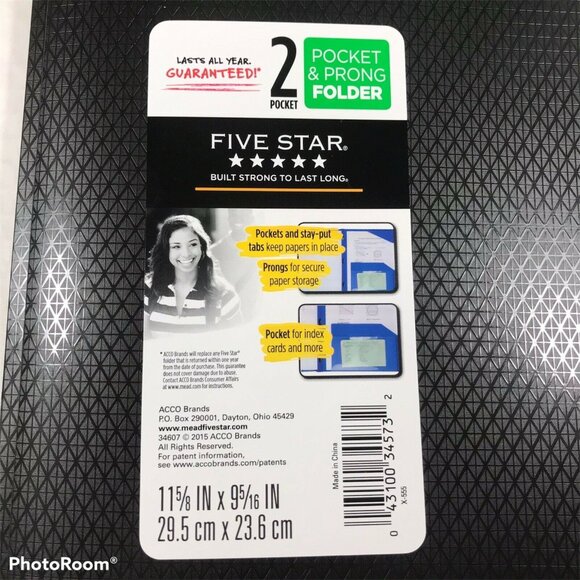 LASTS ALL YEAR.
GUARANTEED!*
2
POCKET
POCKET
& PRONG
FOLDER
FIVE STAR®
BUILT STRONG TO LAST LONG®
Pockets and stay-put
tabs keep papers in place
Prongs for secure
paper storage
Pocket for index
cards and more
* ACCO Brands will replace any Five Star®
folder that is returned within one year
from the date of purchase. This guarantee
does not cover damage due to abuse.
Contact ACCO Brands Consumer Affairs
at www.mead.com for instructions.
ACCO Brands
P.O. Box 290001, Dayton, Ohio 45429
www.meadfivestar.com
34607 © 2015 ACCO Brands
All Rights Reserved.
For patent information,
see www.accobrands.com/patents
11 5/8 IN x 9 5/16 IN
29.5 cm x 23.6 cm
Made in China
0 43100 34573 2
X-555
PhotoRoom®